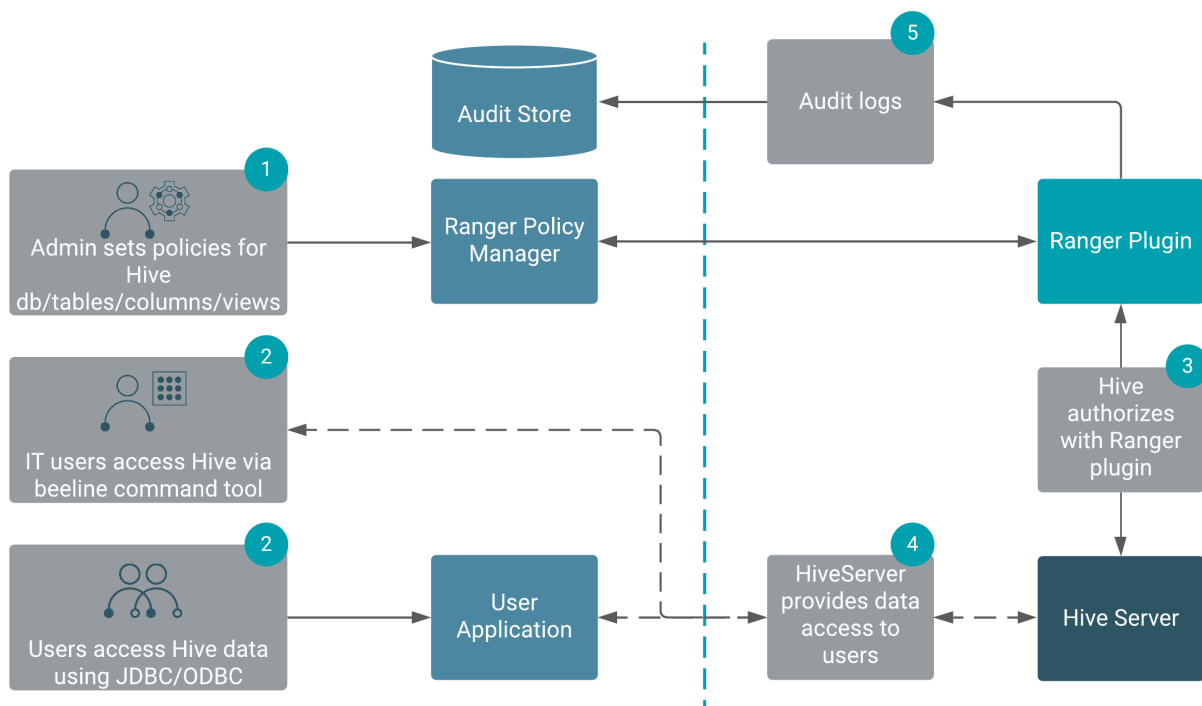 5
Audit Store
Audit logs
1
Admin sets policies for
Hive
db/tables/columns/views
Ranger Policy
Manager
Ranger Plugin
2
IT users access Hive via
beeline command tool
3
Hive
authorizes
with Ranger
plugin
2
Users access Hive data
using JDBC/ODBC
User
Application
4
HiveServer
provides data
access to
users
Hive Server